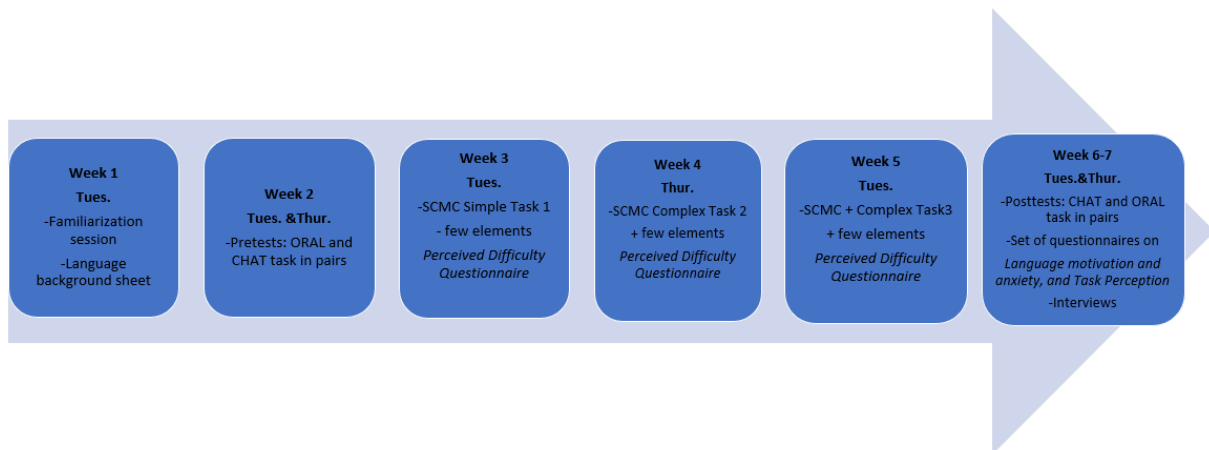 Week 1
Tues.
-Familiarization
session
-Language
background sheet
Week 2
Tues. &Thur.
-Pretests: ORAL and
CHAT task in pairs
Week 3
Tues.
-SCMC Simple Task 1
- few elements
Perceived Difficulty
Questionnaire
Week 4
Thur.
-SCMC Complex Task 2
+ few elements
Perceived Difficulty
Questionnaire
Week 5
Tues.
-SCMC + Complex Task3
+ few elements
Perceived Difficulty
Questionnaire
Week 6-7
Tues.&Thur.
-Posttests: CHAT and ORAL
task in pairs
-Set of questionnaires on
Language motivation and
anxiety, and Task Perception
-Interviews